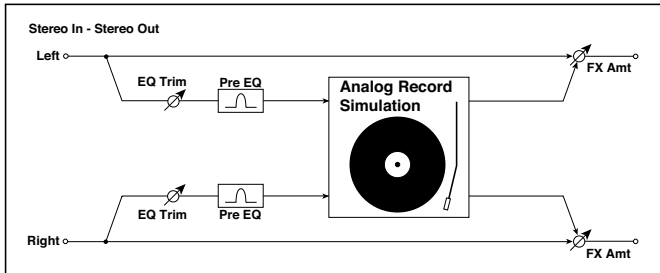 Stereo In - Stereo Out
Left
FX Amt
EQ Trim
Pre EQ
Analog Record
Simulation
EQ Trim
Pre EQ
Right
FX Amt